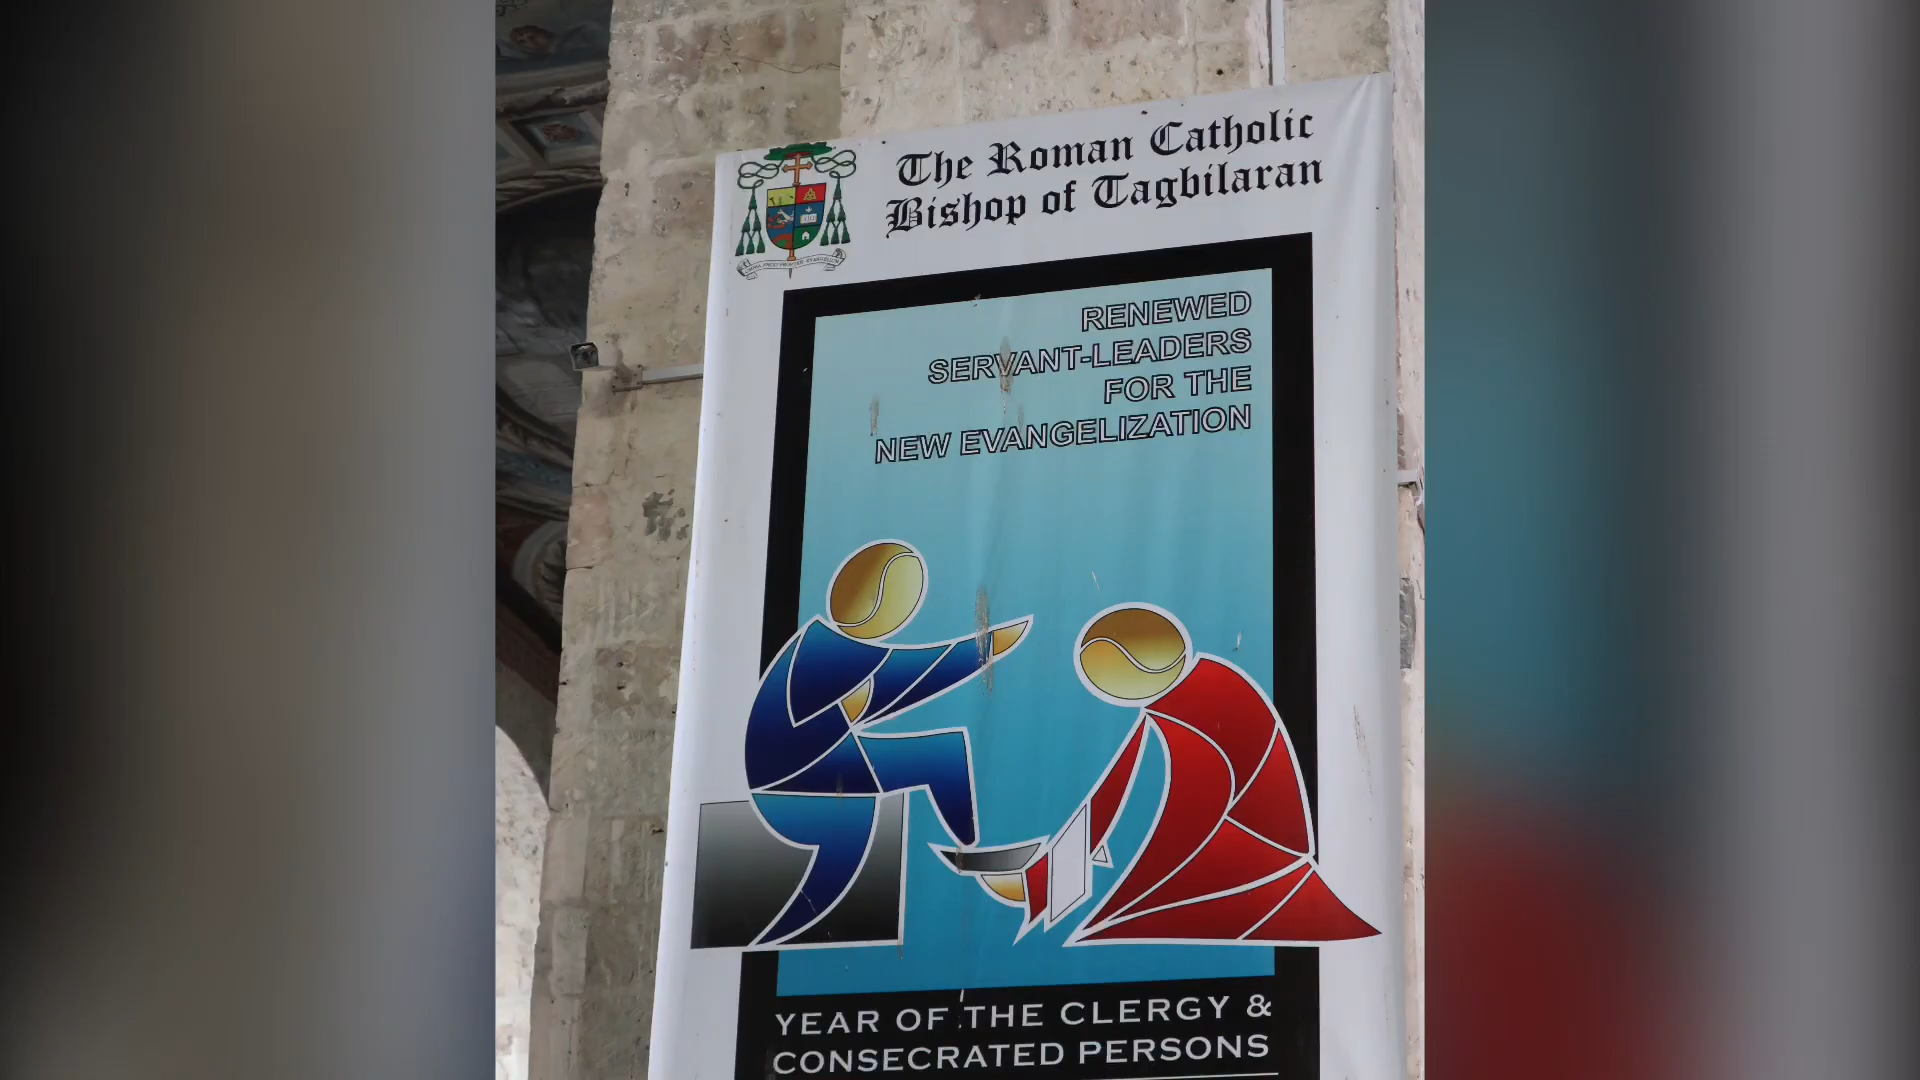 The Roman Catholic
Bishop of Tagbilaran
RENEWED
SERVANT-LEADERS
FOR THE
NEW EVANGELIZATION
YEAR OF THE CLERGY &
CONSECRATED PERSONS